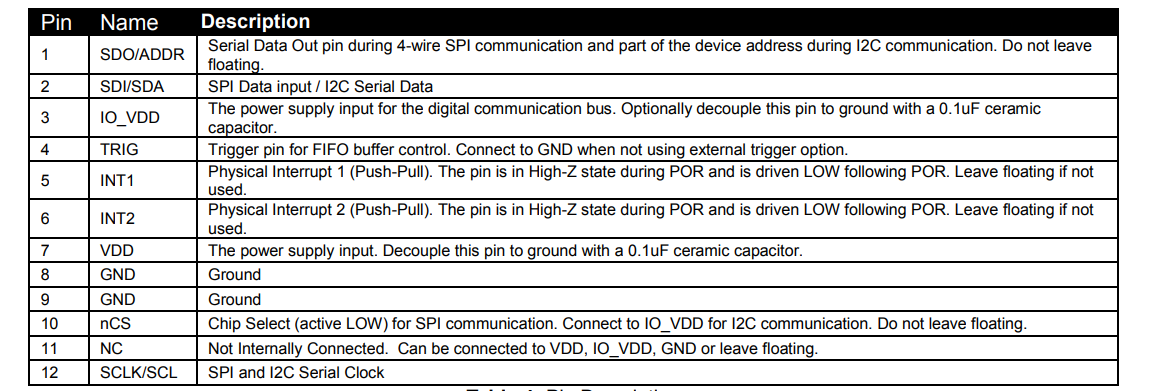 Pin Name Description
1 SDO/ADDR Serial Data Out pin during 4-wire SPI communication and part of the device address during I2C communication. Do not leave
floating.
2 SDI/SDA SPI Data input / I2C Serial Data
3 IO_VDD The power supply input for the digital communication bus. Optionally decouple this pin to ground with a 0.1uF ceramic
capacitor.
4 TRIG Trigger pin for FIFO buffer control. Connect to GND when not using external trigger option.
5 INT1 Physical Interrupt 1 (Push-Pull). The pin is in High-Z state during POR and is driven LOW following POR. Leave floating if not
used.
6 INT2 Physical Interrupt 2 (Push-Pull). The pin is in High-Z state during POR and is driven LOW following POR. Leave floating if not
used.
7 VDD The power supply input. Decouple this pin to ground with a 0.1uF ceramic capacitor.
8 GND Ground
9 GND Ground
10 nCS Chip Select (active LOW) for SPI communication. Connect to IO_VDD for I2C communication. Do not leave floating.
11 NC Not Internally Connected. Can be connected to VDD, IO_VDD, GND or leave floating.
12 SCLK/SCL SPI and I2C Serial Clock